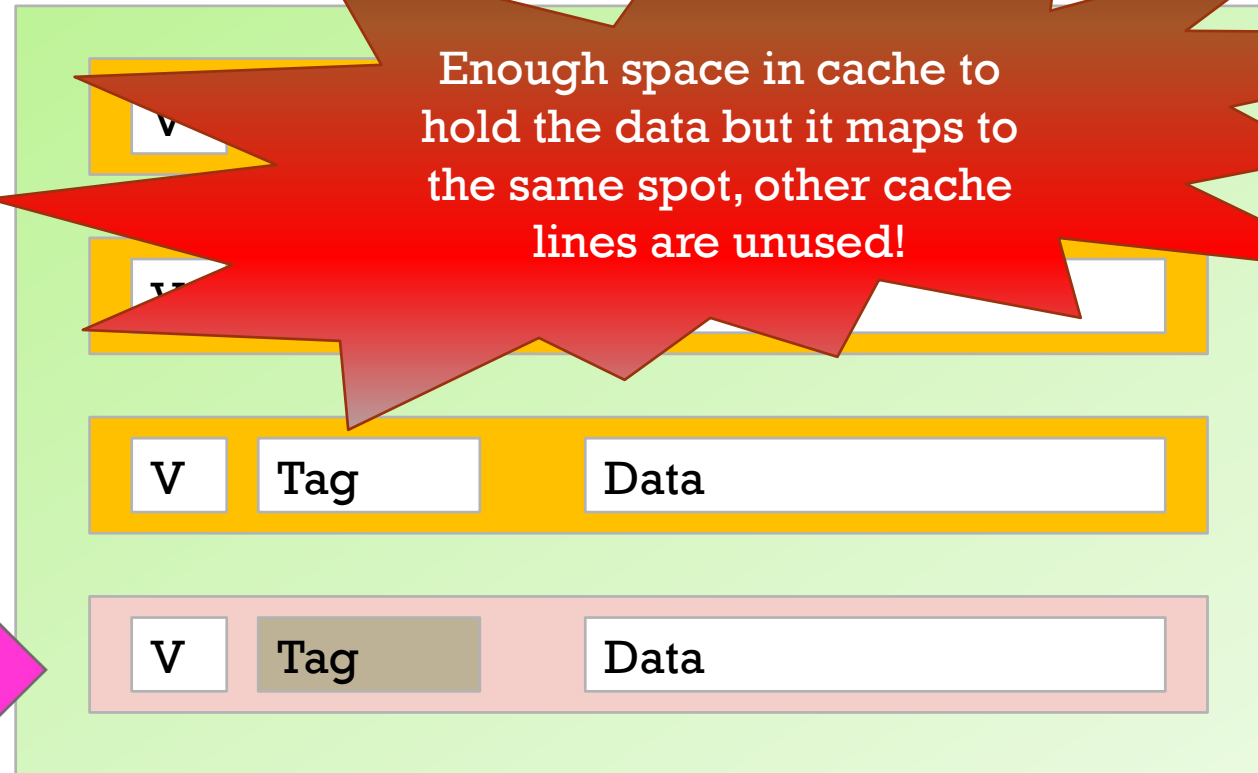 Enough space in cache to
hold the data but it maps to
the same spot, other cache
lines are unused!
V
V
V Tag Data
V Tag Data